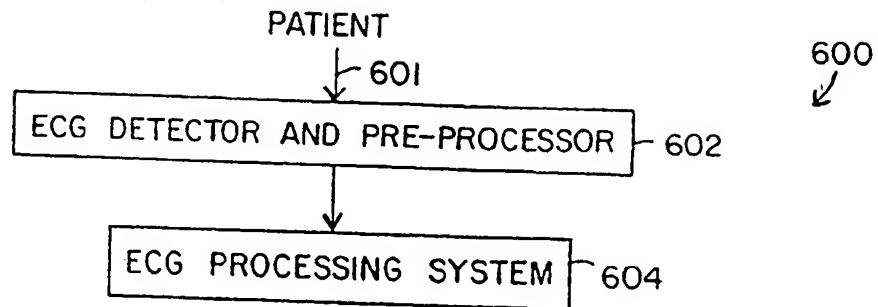 PATIENT
601
600
ECG DETECTOR AND PRE-PROCESSOR
602
ECG PROCESSING SYSTEM
604